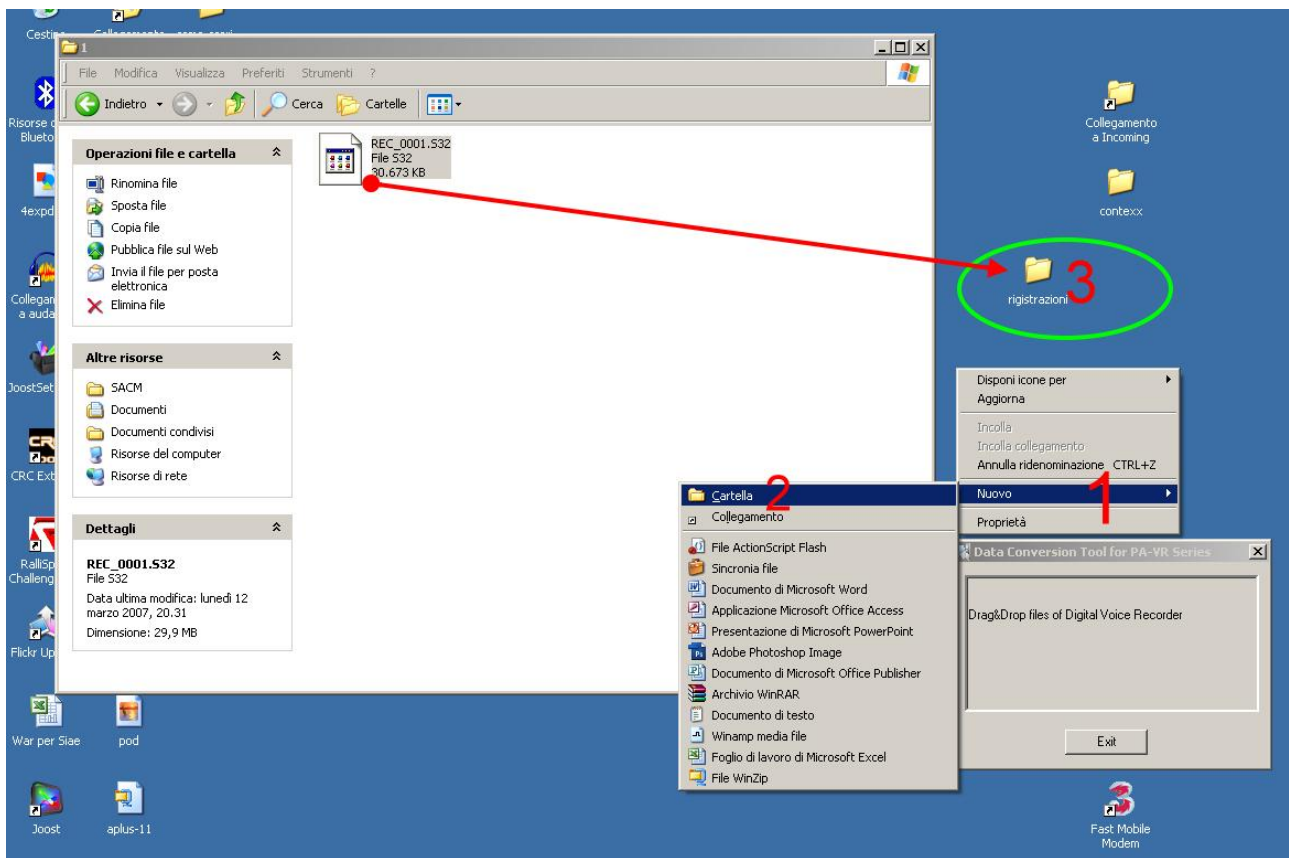 Cestino
1
File Modifica Visualizza Preferiti Strumenti ?
Indietro Cerca Cartelle
Operazioni file e cartella
Rinomina file
Sposta file
Copia file
Pubblica file sul Web
Invia il file per posta
elettronica
Elimina file
Altre risorse
SACM
Documenti
Documenti condivisi
Risorse del computer
Risorse di rete
Dettagli
REC_0001.S32
File S32
Data ultima modifica: lunedì 12
marzo 2007, 20.31
Dimensione: 29,9 MB
REC_0001.S32
File S32
30.673 KB
Risorse
Blueto
4expd
Collegam
a auda
JoostSet
CRC Ext
RalliSp
Challeng
Flickr Up
War per Siae
pod
Joost
aplus-11
Collegamento
a Incoming
contexx
rigistrazioni
3
Disponi icone per
Aggiorna
Incolla
Incolla collegamento
Annulla ridenominazione CTRL+Z
Nuovo
1
Proprietà
Cartella
2
Collegamento
File ActionScript Flash
Sincronia file
Documento di Microsoft Word
Applicazione Microsoft Office Access
Presentazione di Microsoft PowerPoint
Adobe Photoshop Image
Documento di Microsoft Office Publisher
Archivio WinRAR
Documento di testo
Winamp media file
Foglio di lavoro di Microsoft Excel
File WinZip
Data Conversion Tool for PA-VR Series
Drag&Drop files of Digital Voice Recorder
Exit
Fast Mobile
Modem